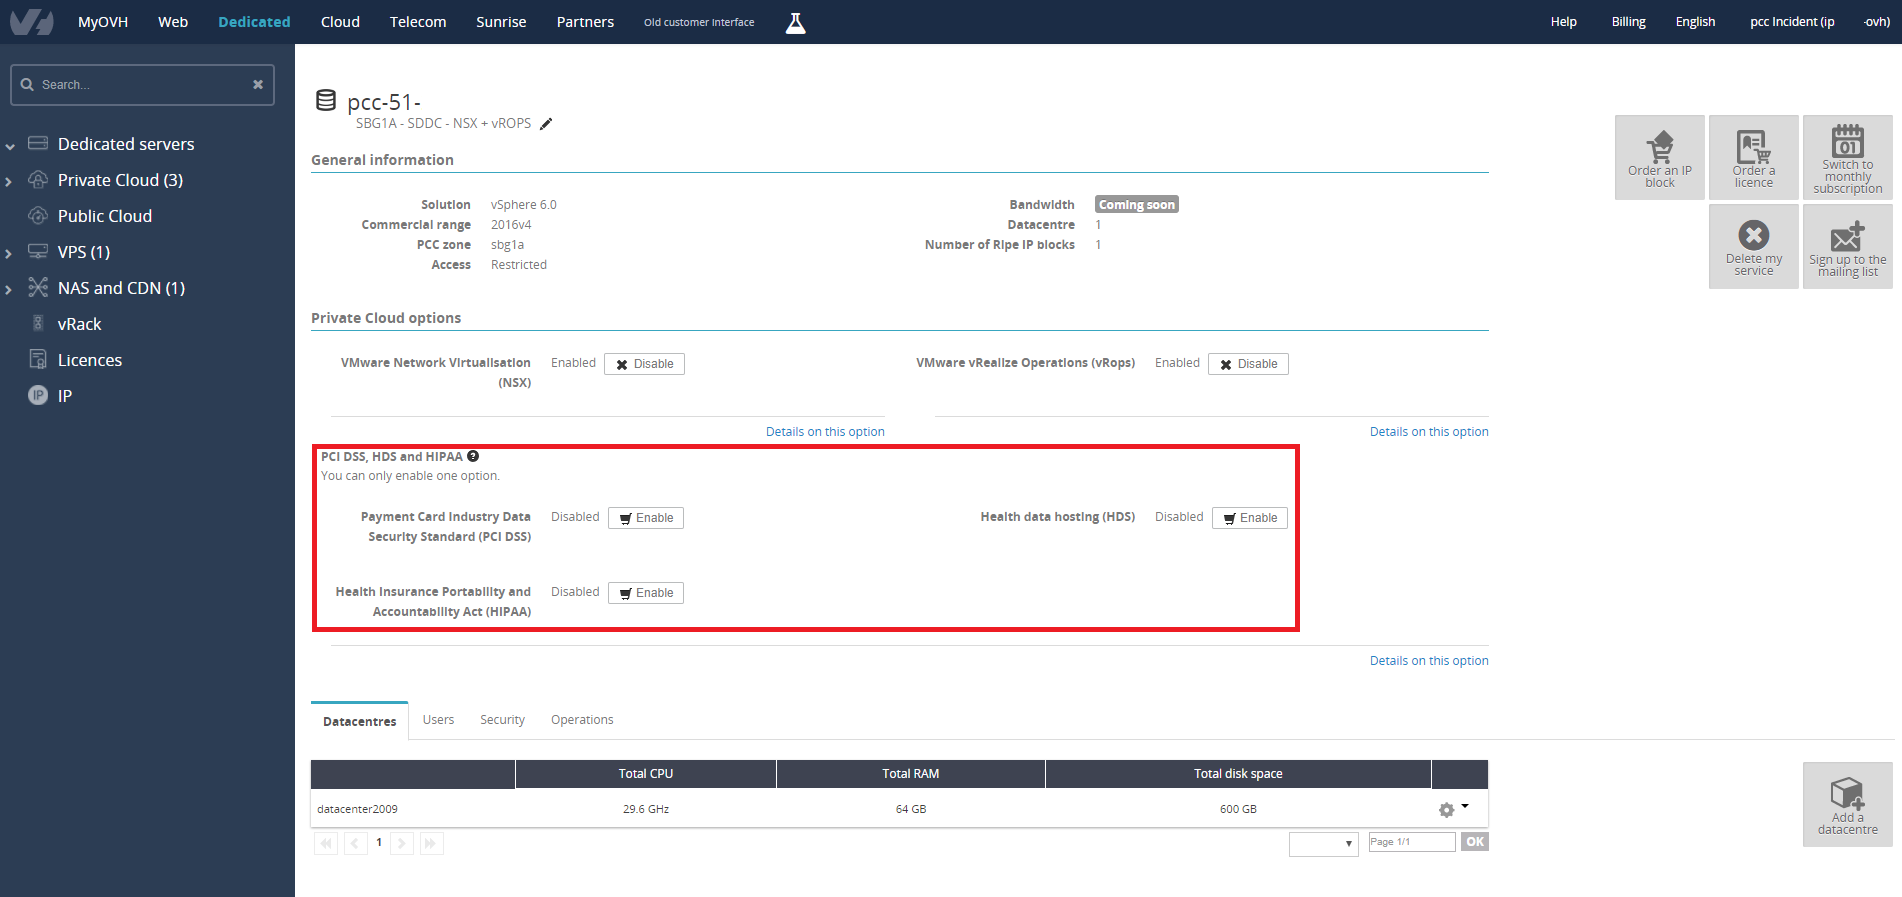 MyOVH Web Dedicated Cloud Telecom Sunrise Partners Old customer Interface Help Billing English pcc Incident (ip -ovh)
Search...
Dedicated servers
Private Cloud (3)
Public Cloud
VPS (1)
NAS and CDN (1)
vRack
Licences
IP
pcc-51-
SBG1A - SDDC - NSX + vROPS
General information
Solution vSphere 6.0
Commercial range 2016v4
PCC zone sbg1a
Access Restricted
Bandwidth Coming soon
Datacentre 1
Number of Ripe IP blocks 1
Order an IP
block
Order a
licence
01
Switch to
monthly
subscription
Delete my
service
Sign up to the
mailing list
Private Cloud options
VMware Network Virtualisation
(NSX)
Enabled Disable
VMware vRealize Operations (vRops) Enabled Disable
Details on this option
Details on this option
PCI DSS, HDS and HIPAA ?
You can only enable one option.
Payment Card Industry Data
Security Standard (PCI DSS)
Disabled Enable
Health data hosting (HDS) Disabled Enable
Health Insurance Portability and
Accountability Act (HIPAA)
Disabled Enable
Details on this option
Datacentres Users Security Operations
Total CPU Total RAM Total disk space
datacenter2009 29.6 GHz 64 GB 600 GB
1
Page 1/1 OK
Add a
datacentre